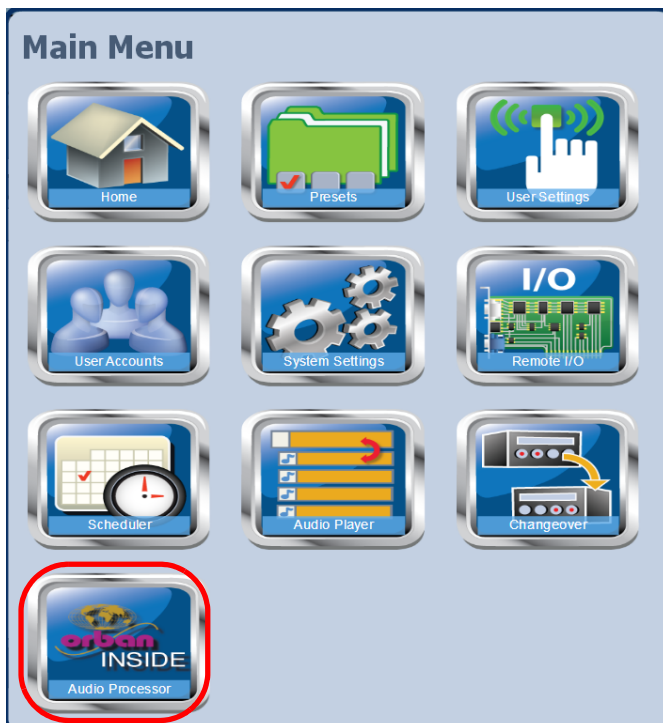 Main Menu
Home
Presets
User Settings
User Accounts
System Settings
I/O
Remote I/O
Scheduler
Audio Player
Changeover
orban
INSIDE
Audio Processor